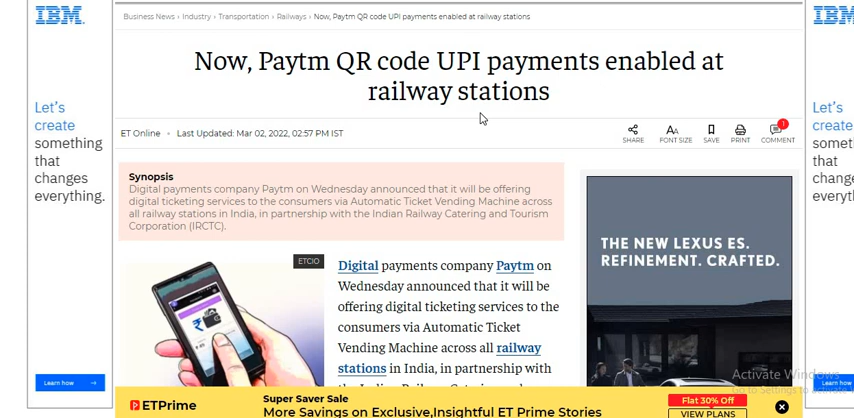 IBM.
Business News › Industry › Transportation › Railways › Now, Paytm QR code UPI payments enabled at railway stations
IBM
Now, Paytm QR code UPI payments enabled at
railway stations
Let's
create
something
that
changes
everything.
Learn how →
ET Online • Last Updated: Mar 02, 2022, 02:57 PM IST
1
SHARE
AA
FONT SIZE
SAVE
PRINT
COMMENT
Synopsis
Digital payments company Paytm on Wednesday announced that it will be offering
digital ticketing services to the consumers via Automatic Ticket Vending Machine across
all railway stations in India, in partnership with the Indian Railway Catering and Tourism
Corporation (IRCTC).
ETCIO
Digital payments company Paytm on
Wednesday announced that it will be
offering digital ticketing services to the
consumers via Automatic Ticket
Vending Machine across all railway
stations in India, in partnership with
THE NEW LEXUS ES.
REFINEMENT. CRAFTED.
Let's
create
that
Learn
Activate Windows
Go to Settings to activate
ETPrime
Super Saver Sale
More Savings on Exclusive,Insightful ET Prime Stories
Flat 30% Off
VIEW PLANS